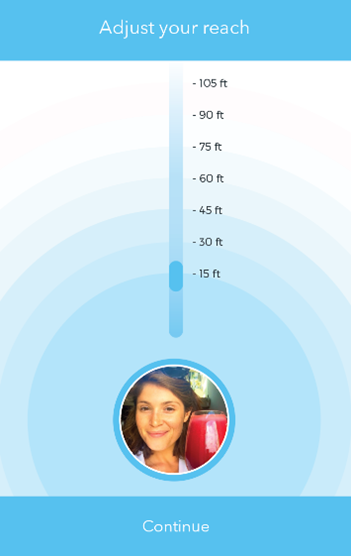 Adjust your reach
- 105 ft
- 90 ft
- 75 ft
- 60 ft
- 45 ft
- 30 ft
- 15 ft
Continue